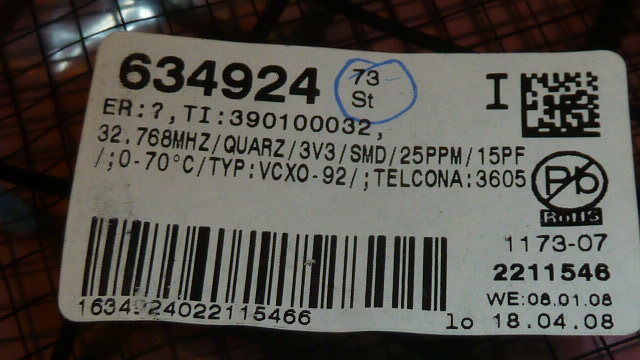 634924 73 St I
ER:?,TI:390100032,
32.768MHZ/QUARZ/3V3/SMD/25PPM/15PF
/;0-70°C/TYP:VCXO-92/;TELCONA:3605
Pb
RoHS
1173-07
2211546
WE:08.01.08
1634924022115466
lo 18.04.08